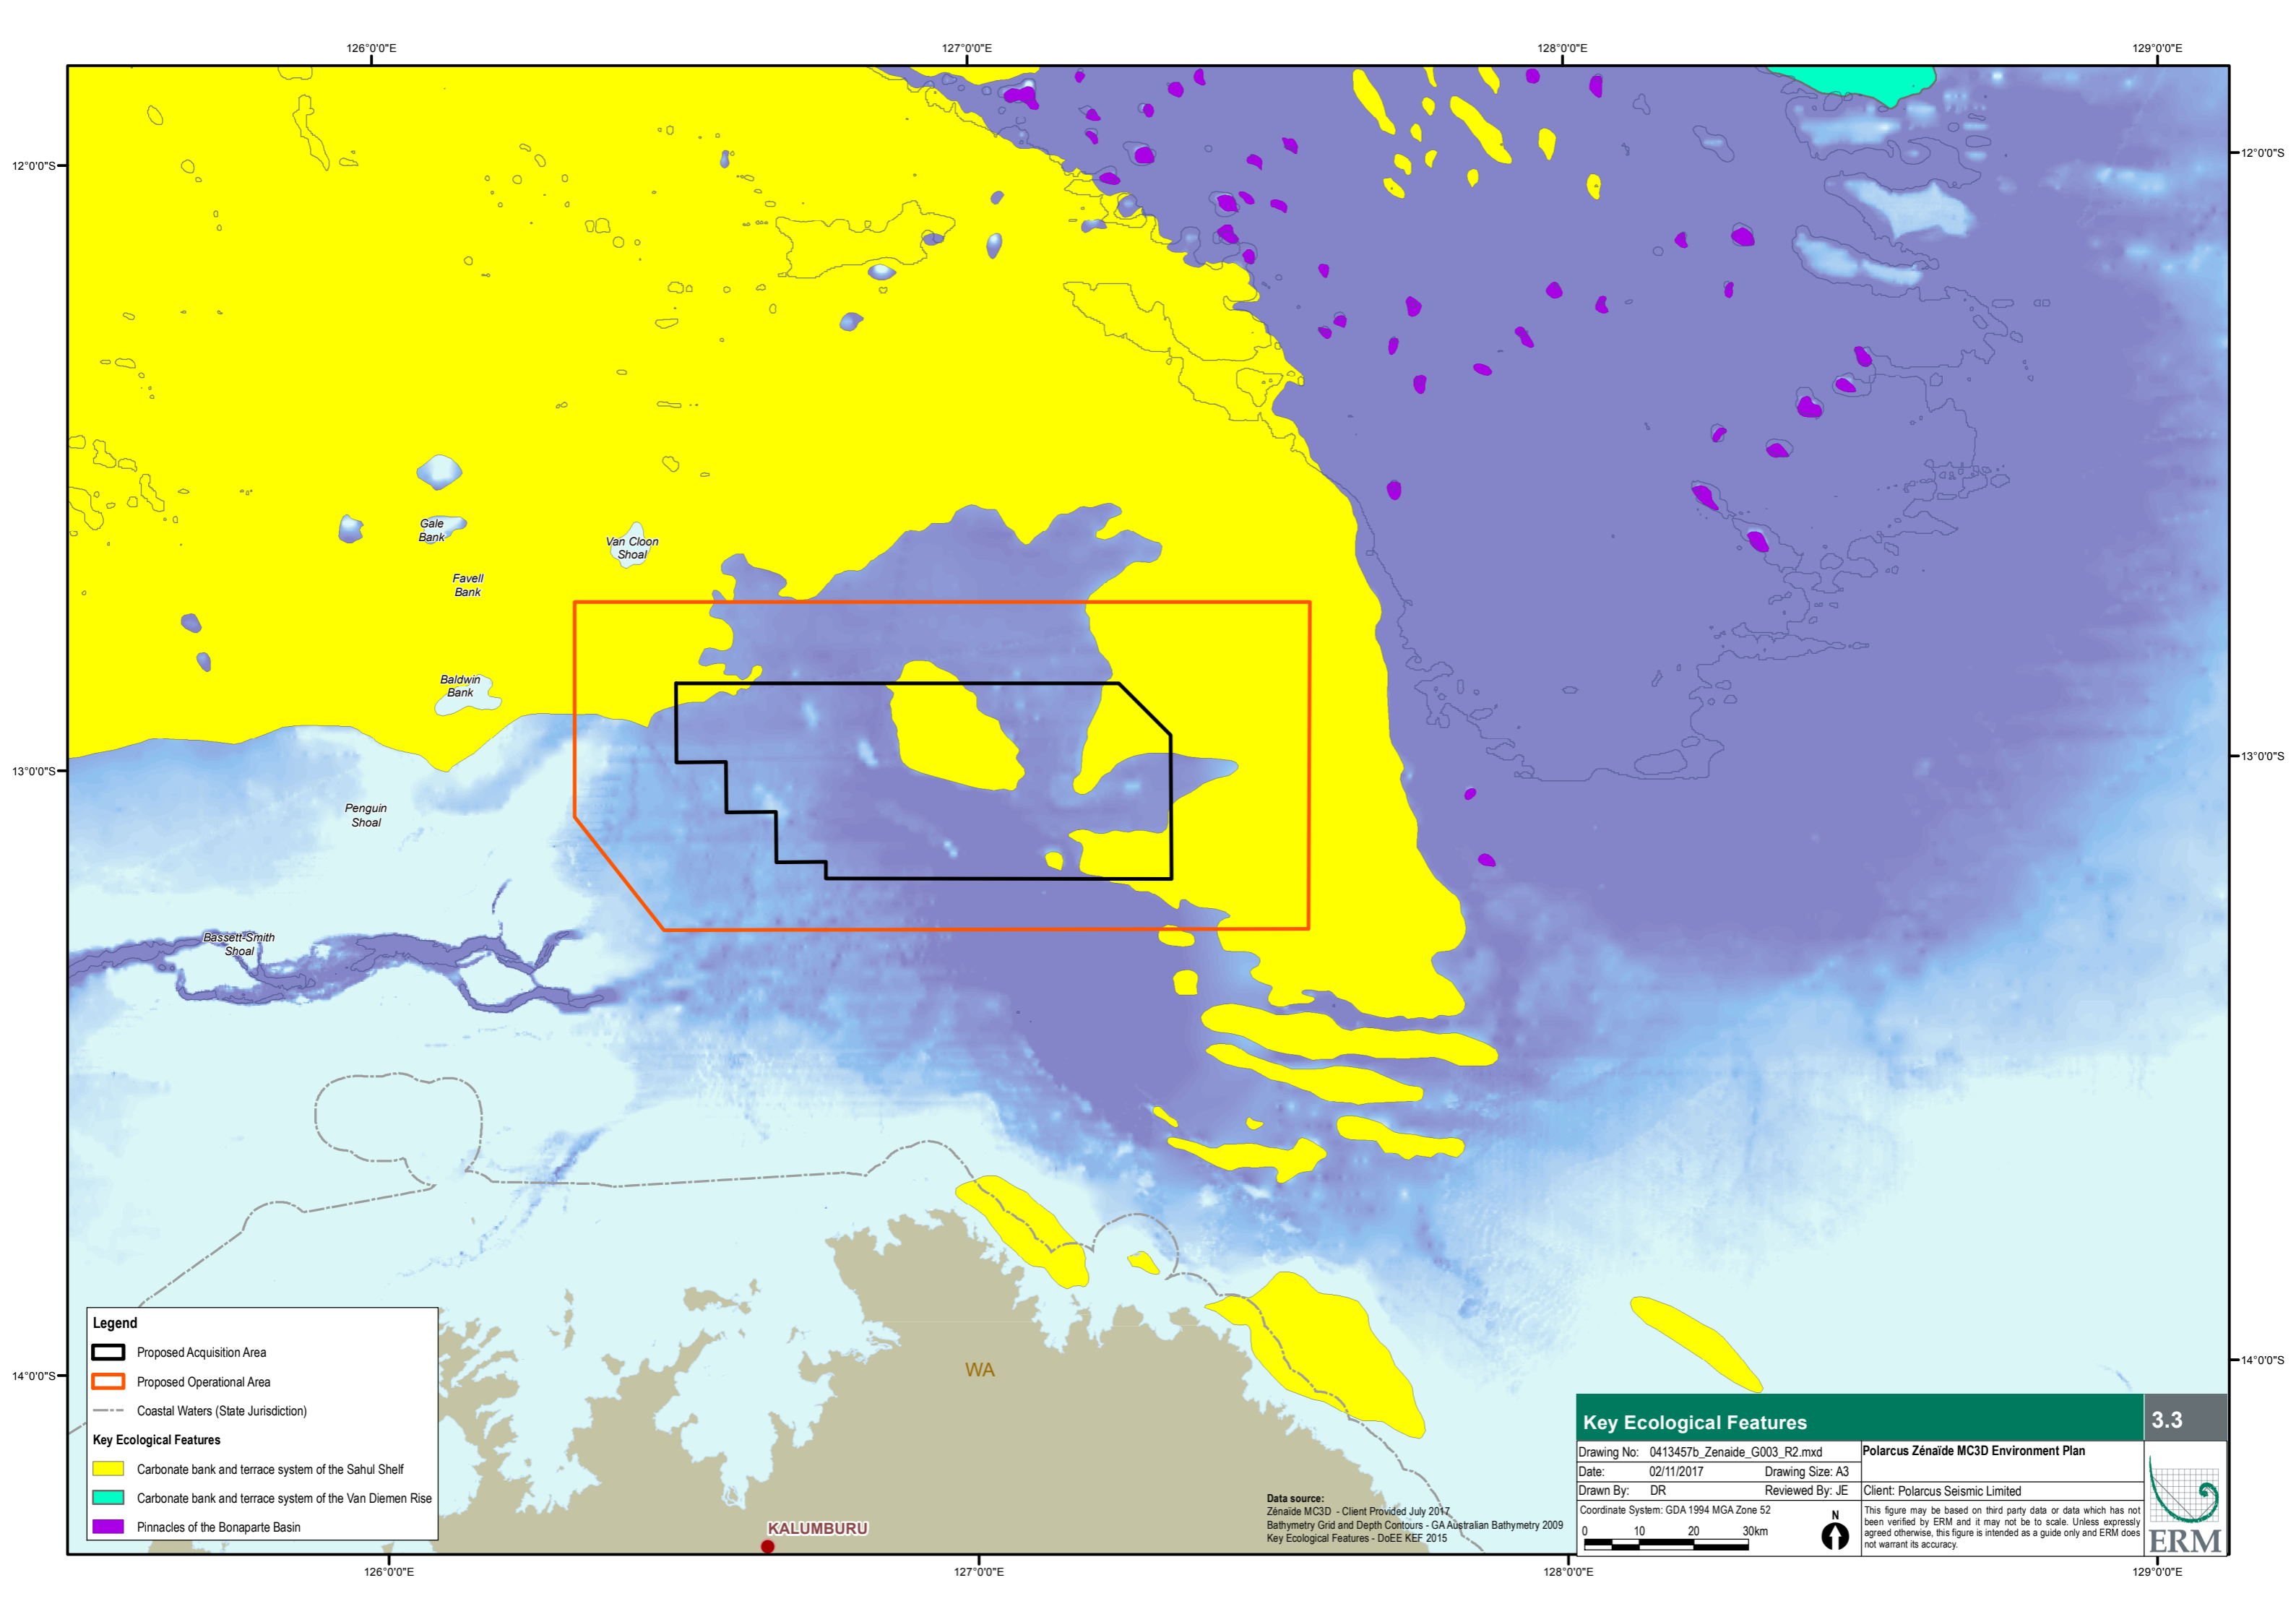 126°0'0"E
127°0'0"E
128°0'0"E
129°0'0"E
12°0'0"S
12°0'0"S
Gale
Bank
Van Cloon
Shoal
Favell
Bank
Baldwin
Bank
13°0'0"S
13°0'0"S
Penguin
Shoal
Bassett-Smith
Shoal
14°0'0"S
14°0'0"S
WA
KALUMBURU
Legend
Proposed Acquisition Area
Proposed Operational Area
Coastal Waters (State Jurisdiction)
Key Ecological Features
Carbonate bank and terrace system of the Sahul Shelf
Carbonate bank and terrace system of the Van Diemen Rise
Pinnacles of the Bonaparte Basin
Data source:
Zénaïde MC3D - Client Provided July 2017
Bathymetry Grid and Depth Contours - GA Australian Bathymetry 2009
Key Ecological Features - DoEE KEF 2015
Key Ecological Features
3.3
Drawing No: 0413457b_Zenaide_G003_R2.mxd
Date: 02/11/2017 Drawing Size: A3
Drawn By: DR Reviewed By: JE
Coordinate System: GDA 1994 MGA Zone 52
0 10 20 30km
N
Polarcus Zénaïde MC3D Environment Plan
Client: Polarcus Seismic Limited
This figure may be based on third party data or data which has not
been verified by ERM and it may not be to scale. Unless expressly
agreed otherwise, this figure is intended as a guide only and ERM does
not warrant its accuracy.
ERM
126°0'0"E
127°0'0"E
128°0'0"E
129°0'0"E